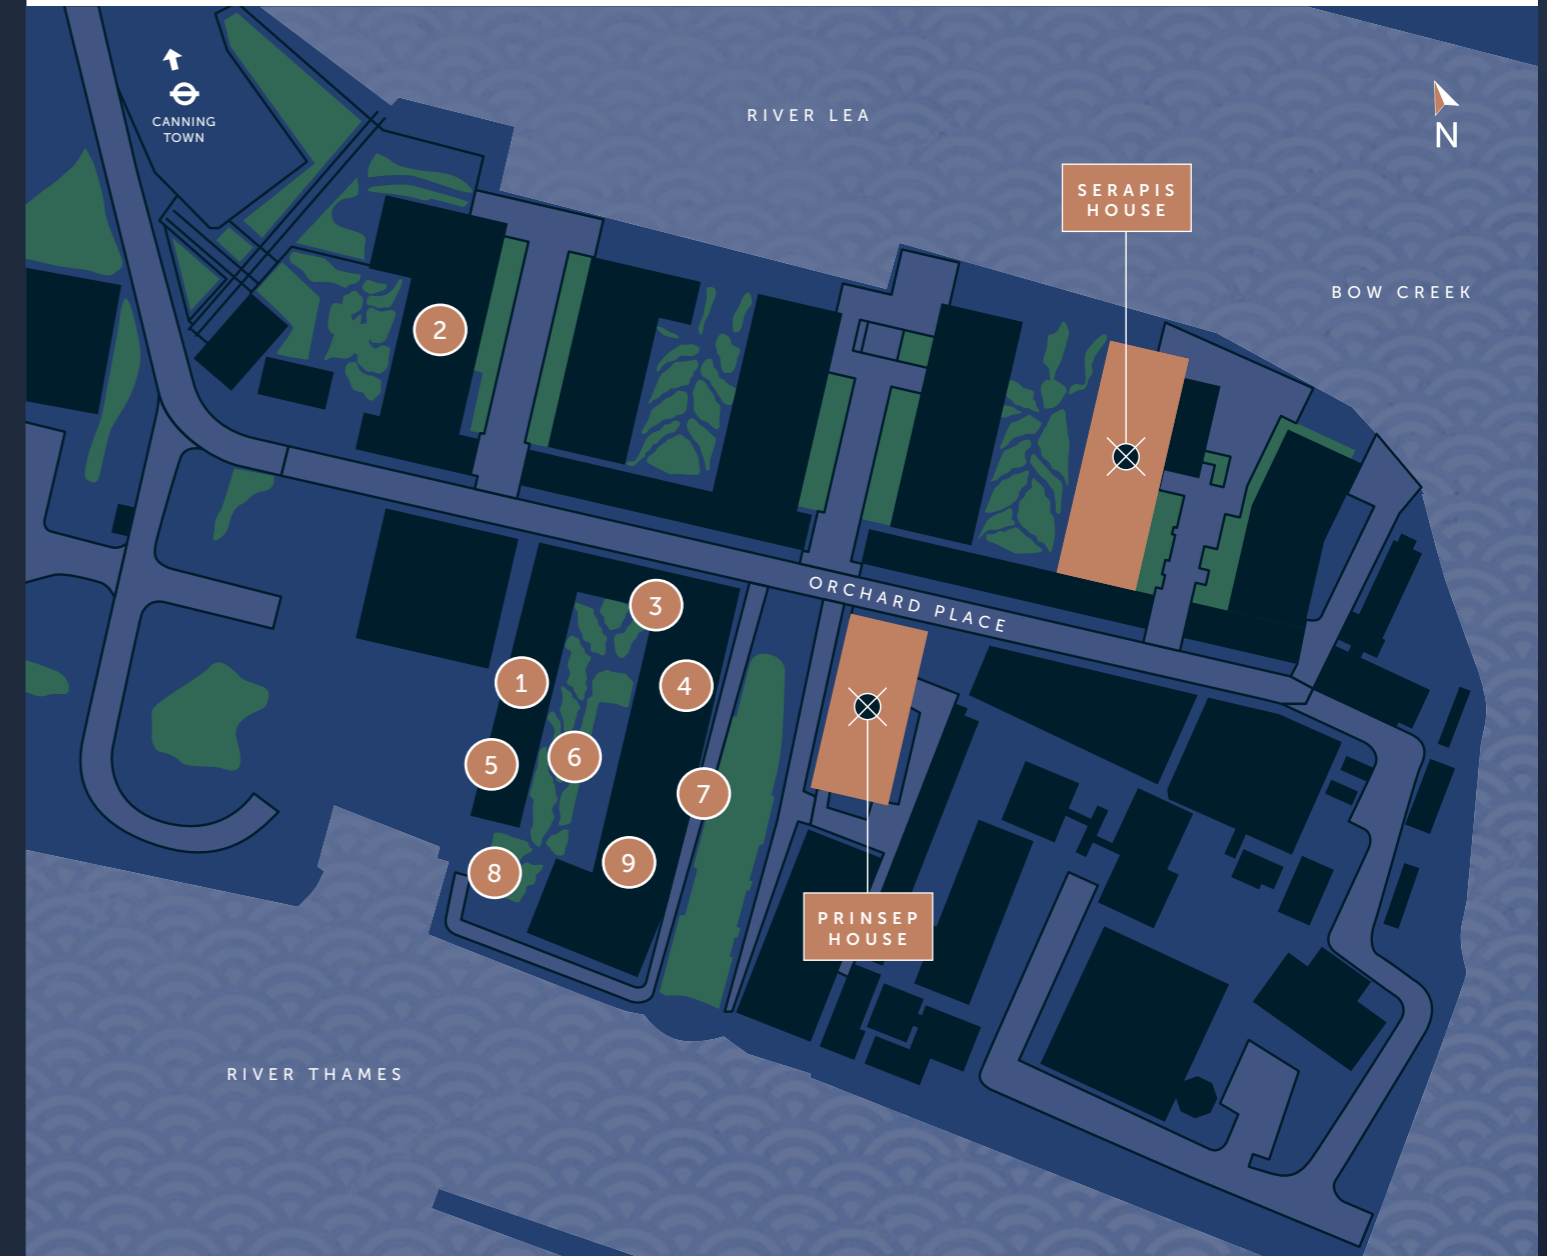 CANNING
TOWN
RIVER LEA
N
SERAPIS
HOUSE
BOW CREEK
2
ORCHARD PLACE
3
1
4
5
6
7
8
9
PRINSEP
HOUSE
RIVER THAMES